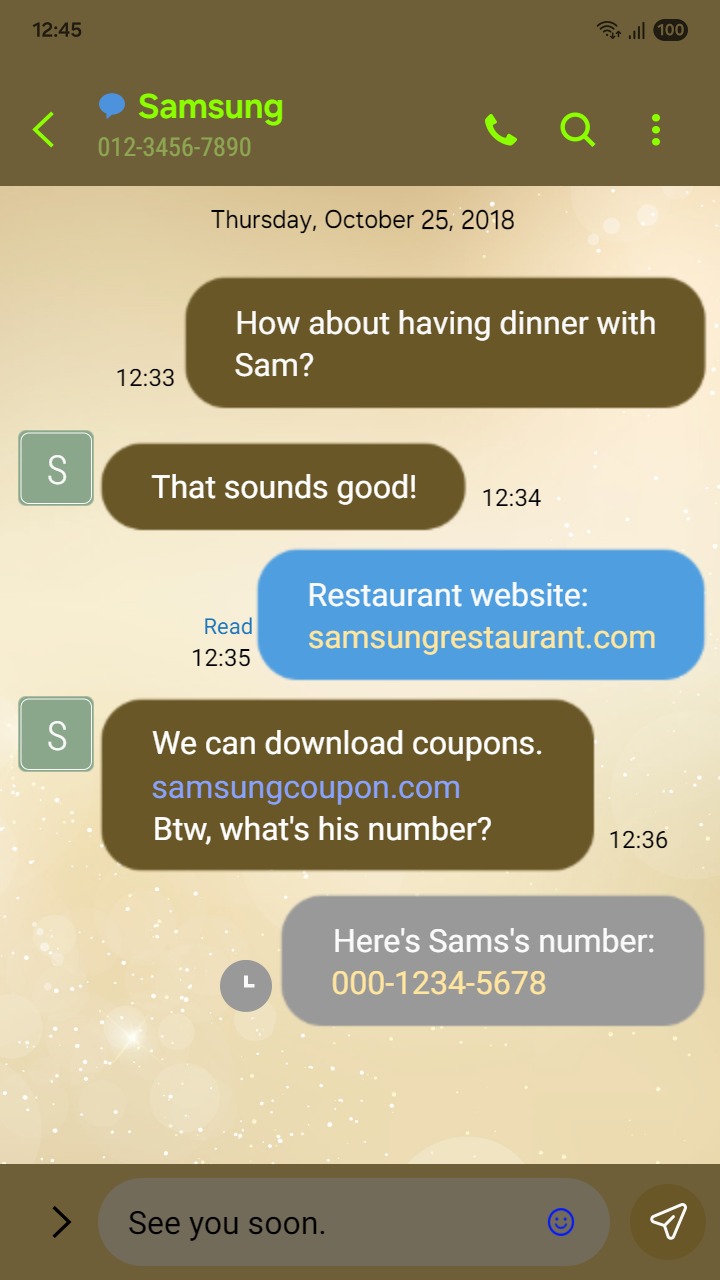 12:45
100
Samsung
012-3456-7890
Thursday, October 25, 2018
How about having dinner with
Sam?
12:33
S
That sounds good!
12:34
Restaurant website:
samsungrestaurant.com
Read
12:35
S
We can download coupons.
samsungcoupon.com
Btw, what's his number?
12:36
Here's Sams's number:
000-1234-5678
See you soon.